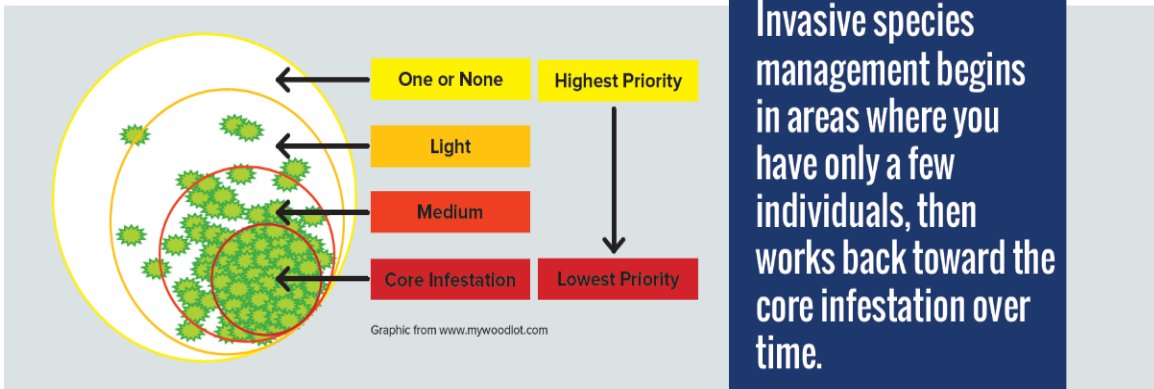 One or None
Highest Priority
Light
Medium
Core Infestation
Lowest Priority
Graphic from www.mywoodlot.com
Invasive species
management begins
in areas where you
have only a few
individuals, then
works back toward the
core infestation over
time.